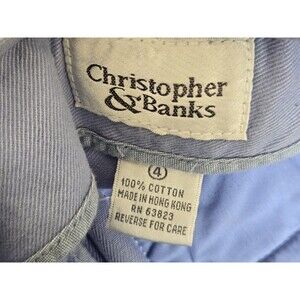 Christopher
& Banks
4
100% COTTON
MADE IN HONG KONG
RN 63823
REVERSE FOR CARE